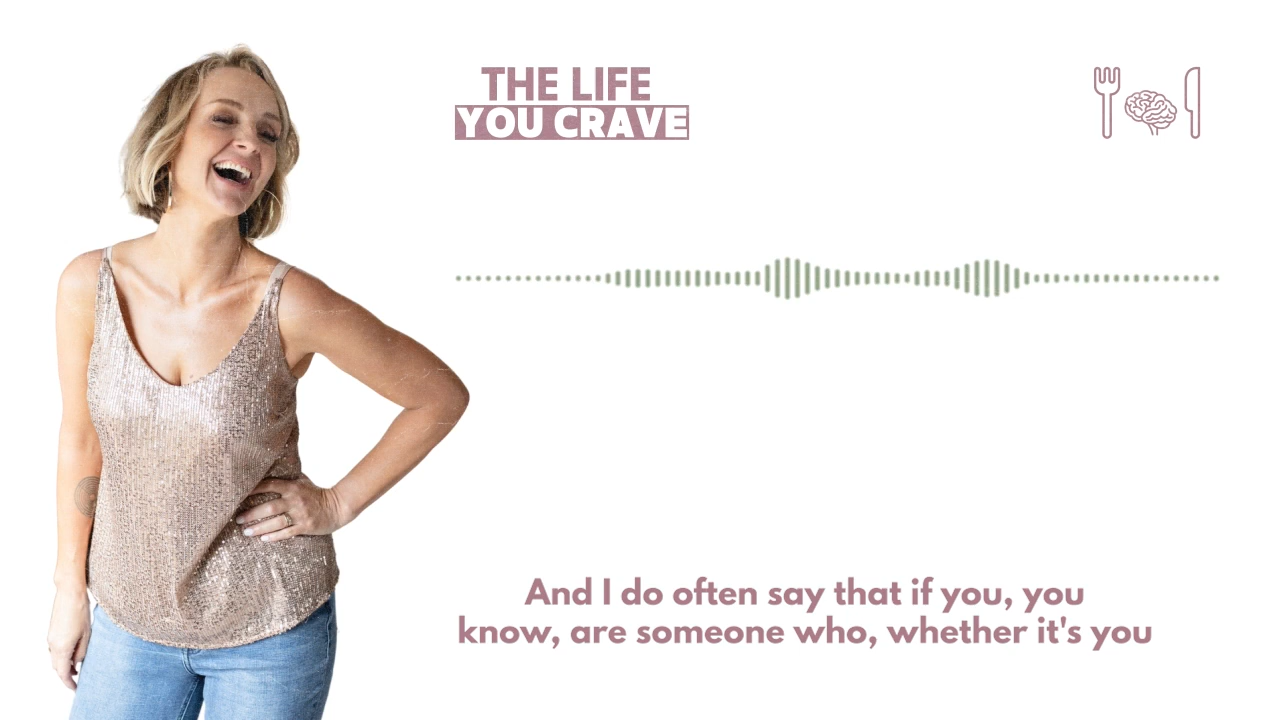 THE LIFE
YOU CRAVE
And I do often say that if you, you
know, are someone who, whether it's you